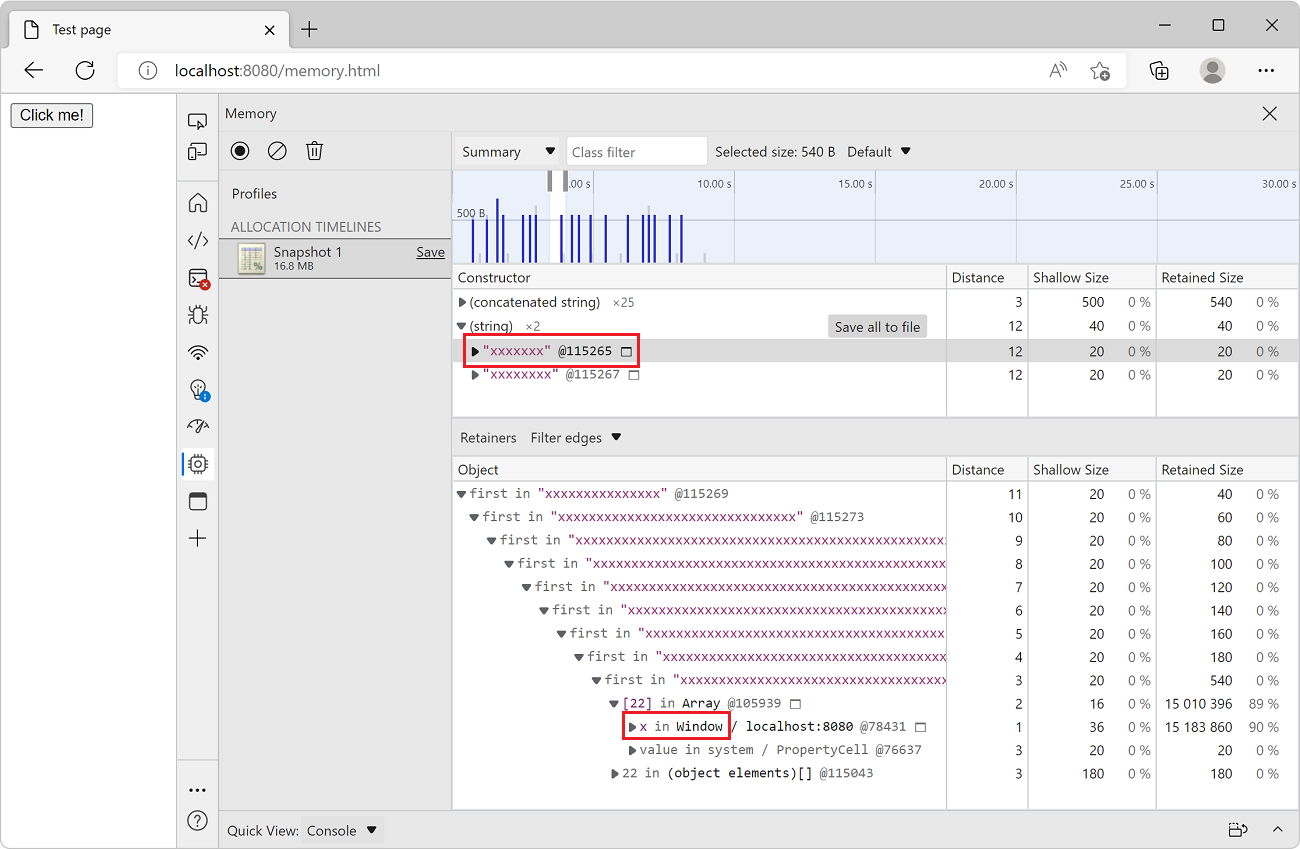 Test page
localhost:8080/memory.html
Click me!
Memory
Summary Class filter Selected size: 540 B Default
Profiles
.00 s 10.00 s 15.00 s 20.00 s 25.00 s 30.00 s
500 B
ALLOCATION TIMELINES
Snapshot 1 Save
16.8 MB
Constructor Distance Shallow Size Retained Size
(concatenated string) ×25 3 500 0 % 540 0 %
(string) ×2 Save all to file 12 40 0 % 40 0 %
"xxxxxxx" @115265 12 20 0 % 20 0 %
"xxxxxxxx" @115267 12 20 0 % 20 0 %
Retainers Filter edges
Object Distance Shallow Size Retained Size
first in "xxxxxxxxxxxxxxx" @115269 11 20 0 % 40 0 %
first in "xxxxxxxxxxxxxxxxxxxxxxxxxxxxxx" @115273 10 20 0 % 60 0 %
first in "xxxxxxxxxxxxxxxxxxxxxxxxxxxxxxxxxxxxxxxxxxxxxxx 9 20 0 % 80 0 %
first in "xxxxxxxxxxxxxxxxxxxxxxxxxxxxxxxxxxxxxxxxxxxxx 8 20 0 % 100 0 %
first in "xxxxxxxxxxxxxxxxxxxxxxxxxxxxxxxxxxxxxxxxxxx 7 20 0 % 120 0 %
first in "xxxxxxxxxxxxxxxxxxxxxxxxxxxxxxxxxxxxxxxx 6 20 0 % 140 0 %
first in "xxxxxxxxxxxxxxxxxxxxxxxxxxxxxxxxxxxxxx 5 20 0 % 160 0 %
first in "xxxxxxxxxxxxxxxxxxxxxxxxxxxxxxxxxxxx 4 20 0 % 180 0 %
first in "xxxxxxxxxxxxxxxxxxxxxxxxxxxxxxxxxx 3 20 0 % 540 0 %
[22] in Array @105939 2 16 0 % 15 010 396 89 %
x in Window / localhost:8080 @78431 1 36 0 % 15 183 860 90 %
value in system / PropertyCell @76637 3 20 0 % 20 0 %
22 in (object elements)[] @115043 3 180 0 % 180 0 %
Quick View: Console